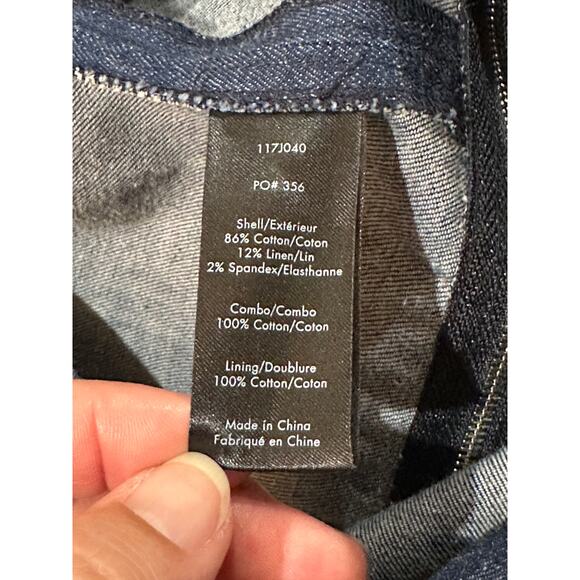 117J040
PO# 356
Shell/Extérieur
86% Cotton/Coton
12% Linen/Lin
2% Spandex/Elasthanne
Combo/Combo
100% Cotton/Coton
Lining/Doublure
100% Cotton/Coton
Made in China
Fabriqué en Chine